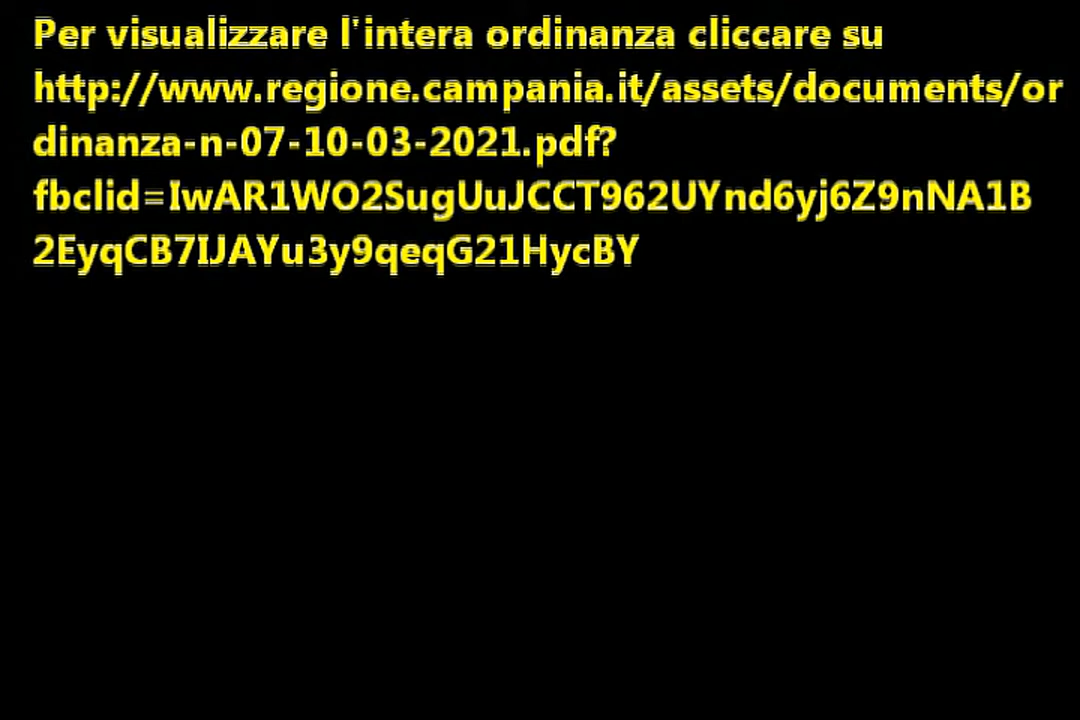 Per visualizzare l'intera ordinanza cliccare su
http://www.regione.campania.it/assets/documents/or
dinanza-n-07-10-03-2021.pdf?
fbclid=IwAR1WO2SugUuJCCT962UYnd6yj6Z9nNA1B
2EyqCB7IJAYu3y9qeqG21HycBY